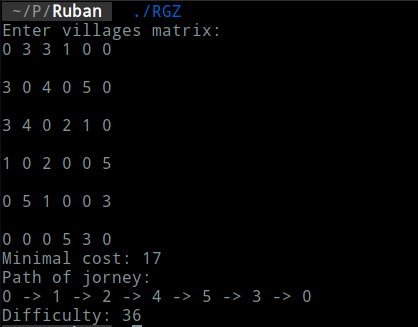 ~/P/Ruban ./RGZ
Enter villages matrix:
0 3 3 1 0 0
3 0 4 0 5 0
3 4 0 2 1 0
1 0 2 0 0 5
0 5 1 0 0 3
0 0 0 5 3 0
Minimal cost: 17
Path of jorney:
0 -> 1 -> 2 -> 4 -> 5 -> 3 -> 0
Difficulty: 36